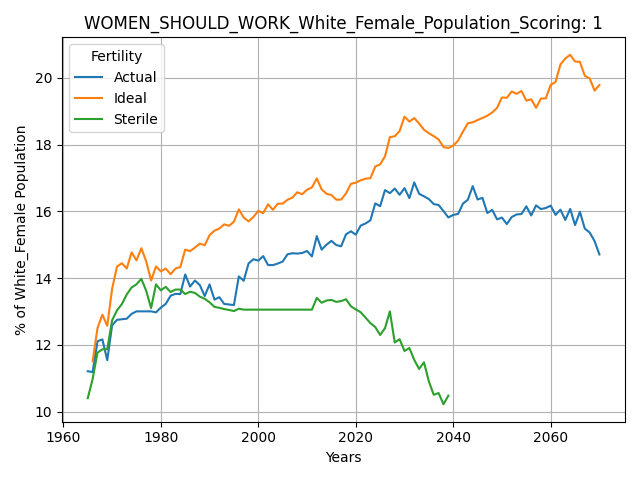 WOMEN_SHOULD_WORK_White_Female_Population_Scoring: 1
Fertility
Actual
Ideal
Sterile
% of White_Female Population
20
18
16
14
12
10
1960
1980
2000
2020
2040
2060
Years